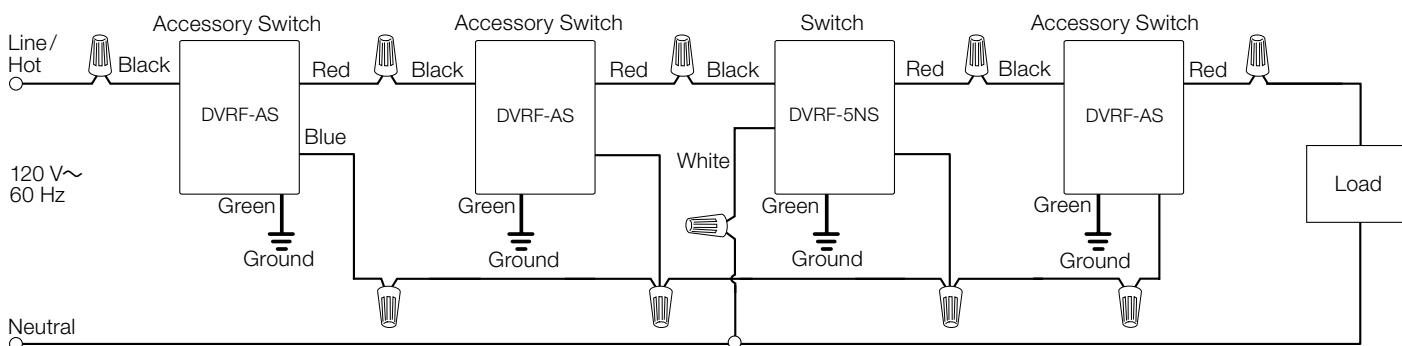 Accessory Switch
Accessory Switch
Switch
Accessory Switch
Line/
Hot
Black
Red
Black
Red
Black
Red
Black
Red
DVRF-AS
DVRF-AS
DVRF-5NS
DVRF-AS
Blue
White
120 V~
60 Hz
Load
Green
Green
Green
Green
Ground
Ground
Ground
Ground
Neutral